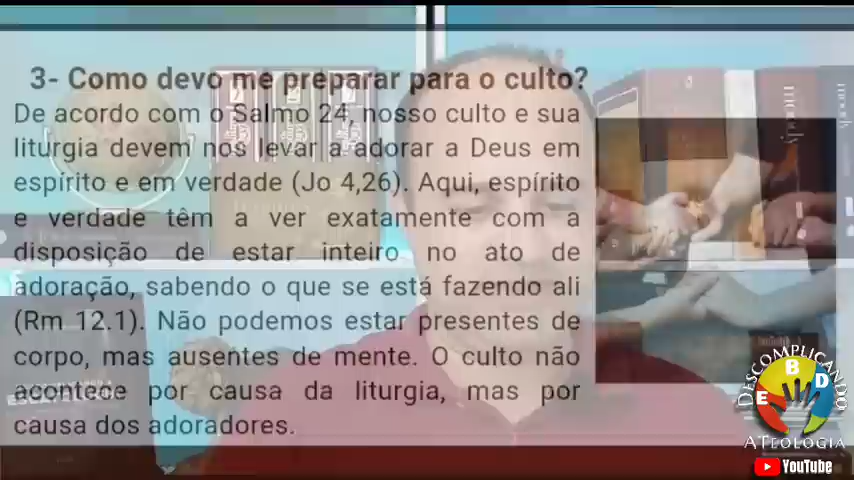 3- Como devo me preparar para o culto?
De acordo com o Salmo 24, nosso culto e sua
liturgia devem nos levar a adorar a Deus em
espírito e em verdade (Jo 4,26). Aqui, espírito
e verdade têm a ver exatamente com a
disposição de estar inteiro no ato de
adoração, sabendo o que se está fazendo ali
(Rm 12.1). Não podemos estar presentes de
corpo, mas ausentes de mente. O culto não
acontece por causa da liturgia, mas por
causa dos adoradores.
moody
DESCOMPLICANDO
EBD
A TEOLOGIA
YouTube